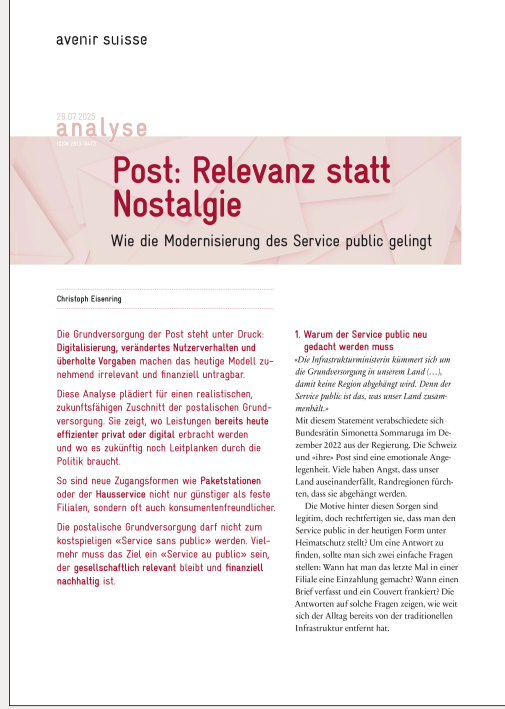 avenir suisse
28.07.2025
analyse
Post: Relevanz statt
Nostalgie
Wie die Modernisierung des Service public gelingt
Christoph Eisenring
Die Grundversorgung der Post steht unter Druck:
Digitalisierung, verändertes Nutzerverhalten und
überholte Vorgaben machen das heutige Modell zu-
nehmend irrelevant und finanziell untragbar.
Diese Analyse plädiert für einen realistischen,
zukunftsfähigen Zuschnitt der postalischen Grund-
versorgung. Sie zeigt, wo Leistungen bereits heute
effizienter privat oder digital erbracht werden
und wo es zukünftig noch Leitplanken durch die
Politik braucht.
So sind neue Zugangsformen wie Paketstationen
oder der Hausservice nicht nur günstiger als feste
Filialen, sondern oft auch konsumentenfreundlicher.
Die postalische Grundversorgung darf nicht zum
kostspieligen «Service sans public» werden. Viel-
mehr muss das Ziel ein «Service au public» sein,
der gesellschaftlich relevant bleibt und finanziell
nachhaltig ist.
1. Warum der Service public neu
gedacht werden muss
«Die Infrastrukturministerin kümmert sich um
die Grundversorgung in unserem Land (…),
damit keine Region abgehängt wird. Denn der
Service public ist das, was unser Land zusam-
menhält.»
Mit diesem Statement verabschiedete sich
Bundesrätin Simonetta Sommaruga im De-
zember 2022 aus der Regierung. Die Schweiz
und «ihre» Post sind eine emotionale Ange-
legenheit. Viele haben Angst, dass unser
Land auseinanderfällt, Randregionen fürch-
ten, dass sie abgehängt werden.
Die Motive hinter diesen Sorgen sind
legitim, doch rechtfertigen sie, dass man den
Service public in der heutigen Form unter
Heimatschutz stellt? Um eine Antwort zu
finden, sollte man sich zwei einfache Fragen
stellen: Wann hat man das letzte Mal in einer
Filiale eine Einzahlung gemacht? Wann einen
Brief verfasst und ein Couvert frankiert? Die
Antworten auf solche Fragen zeigen, wie weit
sich der Alltag bereits von der traditionellen
Infrastruktur entfernt hat.